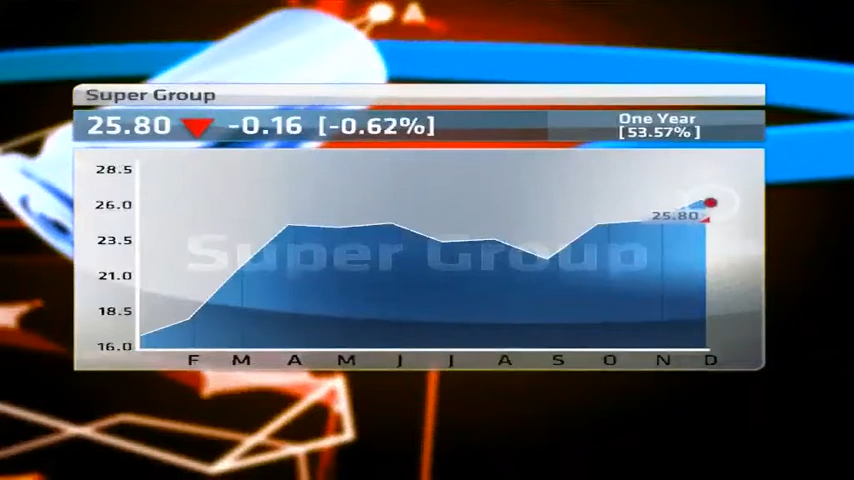 A
Super Group
25.80 -0.16 [-0.62%]
One Year
[53.57%]
28.5
26.0
23.5
21.0
18.5
16.0
25.80
Super Group
F M A M J J A S O N D